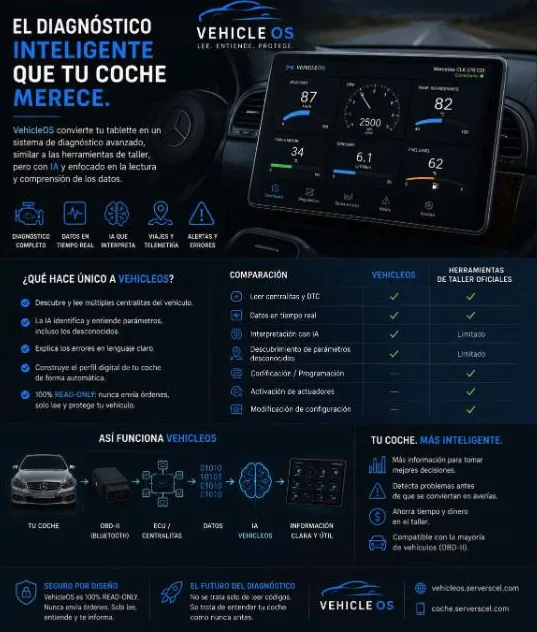 EL DIAGNÓSTICO
INTELIGENTE
QUE TU COCHE
MERECE.
VEHICLE OS
LEE. ENTIENDE. PROTEGE.
VehicleOS convierte tu tablette en un
sistema de diagnóstico avanzado,
similar a las herramientas de taller,
pero con IA y enfocado en la lectura
y comprensión de los datos.
DIAGNÓSTICO
COMPLETO
DATOS EN
TIEMPO REAL
IA QUE
INTERPRETA
VIAJES Y
TELEMETRÍA
ALERTAS Y
ERRORES
VEHICLEOS
Mercedes CLK 270 CDI
87
2500
82
34
6.1
62
¿QUÉ HACE ÚNICO A VEHICLEOS?
Descubre y lee múltiples centralitas del vehículo.
La IA identifica y entiende parámetros,
incluso los desconocidos.
Explica los errores en lenguaje claro.
Construye el perfil digital de tu coche
de forma automática.
100% READ-ONLY: nunca envía órdenes,
solo lee y protege tu vehículo.
COMPARACIÓN
VEHICLEOS
HERRAMIENTAS
DE TALLER OFICIALES
Leer centralitas y DTC
✓
✓
Datos en tiempo real
✓
✓
Interpretación con IA
✓
Limitado
Descubrimiento de parámetros
desconocidos
✓
Limitado
Codificación / Programación
—
✓
Activación de actuadores
—
✓
Modificación de configuración
—
✓
ASÍ FUNCIONA VEHICLEOS
TU COCHE
OBD-II
(BLUETOOTH)
ECU /
CENTRALITAS
DATOS
IA
VEHICLEOS
INFORMACIÓN
CLARA Y ÚTIL
TU COCHE. MÁS INTELIGENTE.
Más información para tomar
mejores decisiones.
Detecta problemas antes
de que se conviertan en averías.
Ahorra tiempo y dinero
en el taller.
Compatible con la mayoría
de vehículos (OBD-II).
SEGURO POR DISEÑO
VehicleOS es 100% READ-ONLY.
Nunca envía órdenes. Solo lee,
entiende y te informa.
EL FUTURO DEL DIAGNÓSTICO
No se trata solo de leer códigos.
Se trata de entender tu coche
como nunca antes.
VEHICLE OS
vehicleos.serverscel.com
coche.serverscel.com